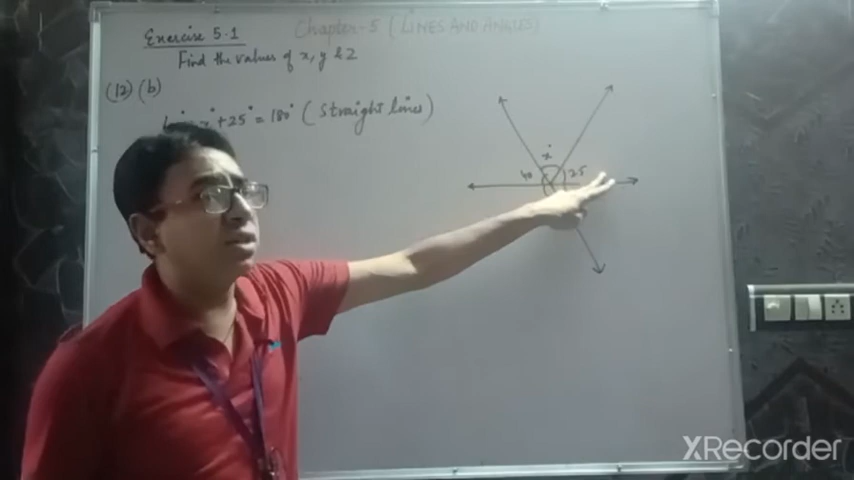 Chapter-5 (LINES AND ANGLES)
Exercise 5.1
Find the values of x, y & z
(12) (b)
x° + 25° = 180° (straight lines)
x°
40 25
XRecorder